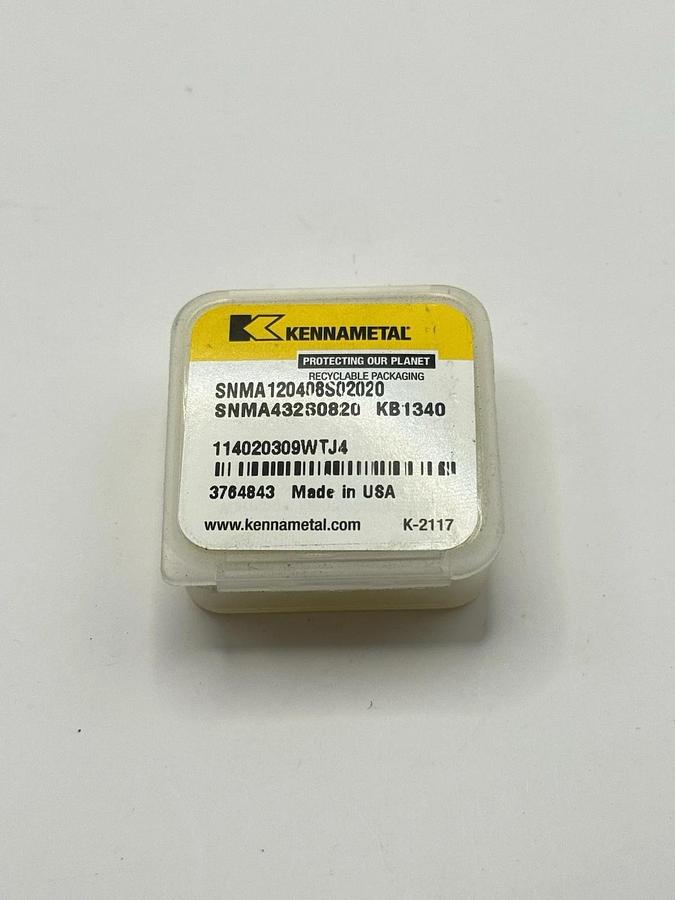 KENNAMETAL
PROTECTING OUR PLANET
RECYCLABLE PACKAGING
SNMA120408S02020
SNMA432S0820 KB1340
114020309WTJ4
3764843 Made in USA
www.kennametal.com K-2117